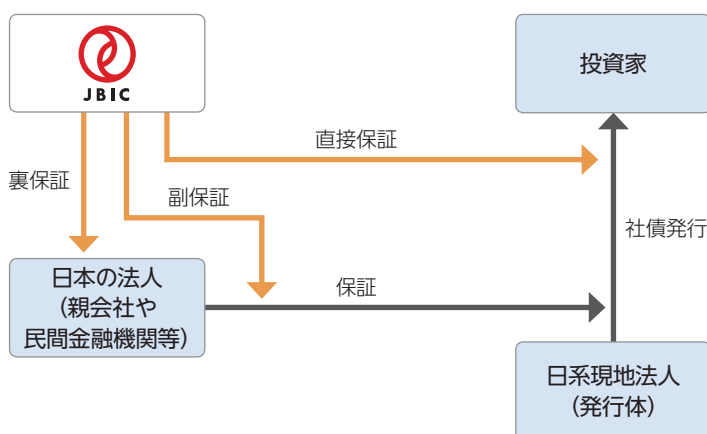 JBIC
投資家
直接保証
裏保証
副保証
社債発行
日本の法人
(親会社や
民間金融機関等)
保証
日系現地法人
(発行体)